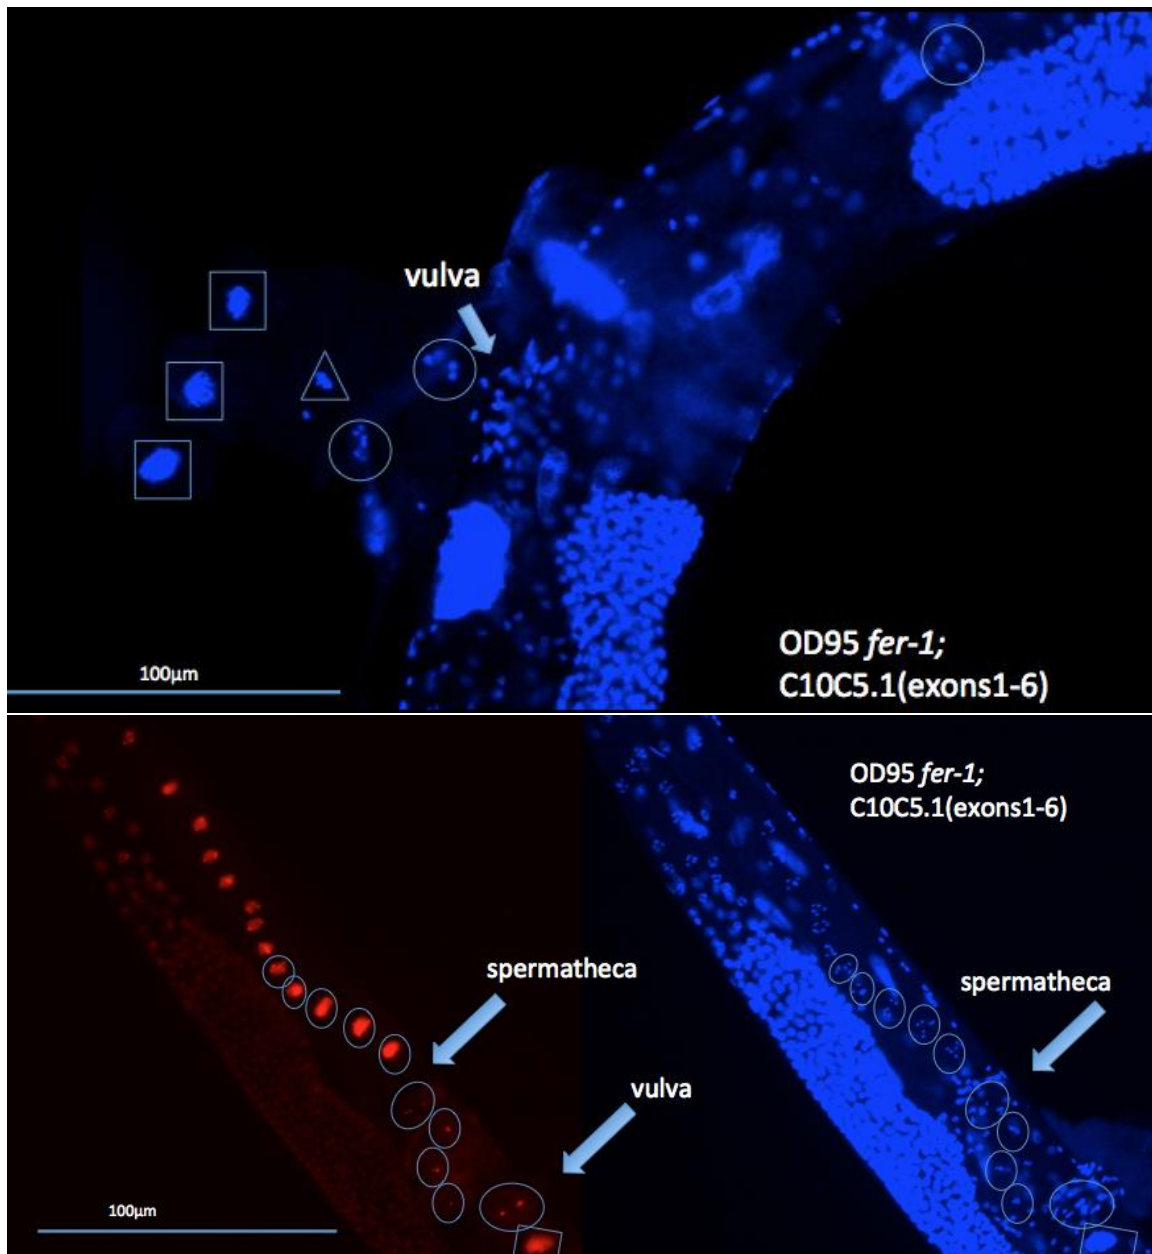 vulva
100µm
OD95 fer-1;
C10C5.1(exons1-6)
OD95 fer-1;
C10C5.1(exons1-6)
spermatheca
spermatheca
vulva
100µm